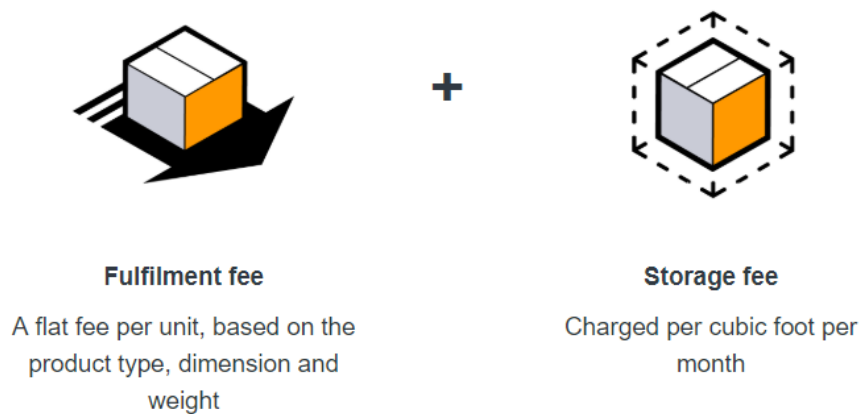 +
Fulfilment fee
A flat fee per unit, based on the
product type, dimension and
weight
Storage fee
Charged per cubic foot per
month